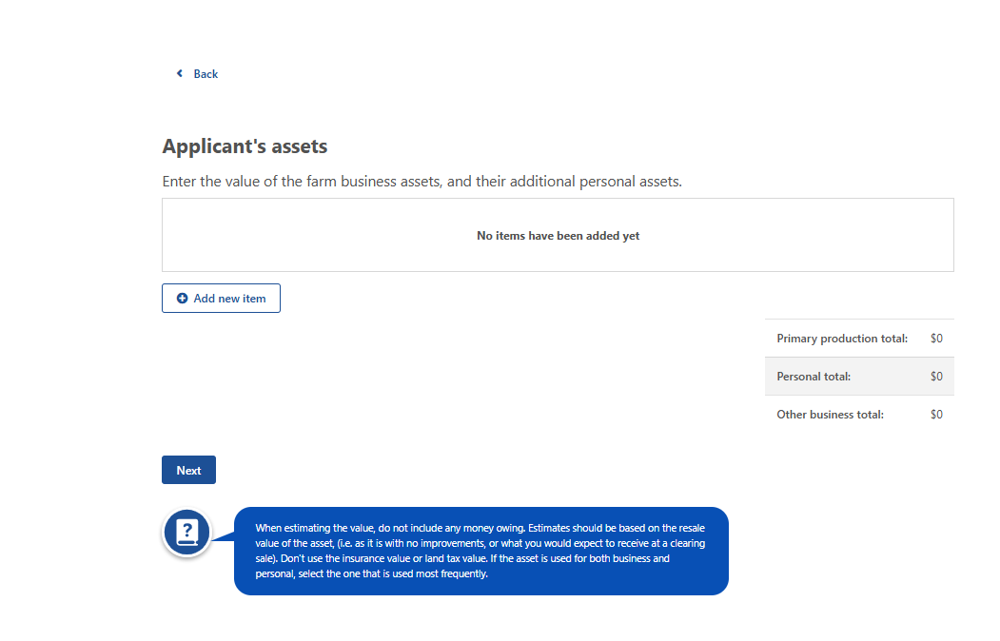 Back
Applicant's assets
Enter the value of the farm business assets, and their additional personal assets.
No items have been added yet
Add new item
Primary production total: $0
Personal total: $0
Other business total: $0
Next
?
When estimating the value, do not include any money owing. Estimates should be based on the resale
value of the asset, (i.e. as it is with no improvements, or what you would expect to receive at a clearing
sale). Don't use the insurance value or land tax value. If the asset is used for both business and
personal, select the one that is used most frequently.